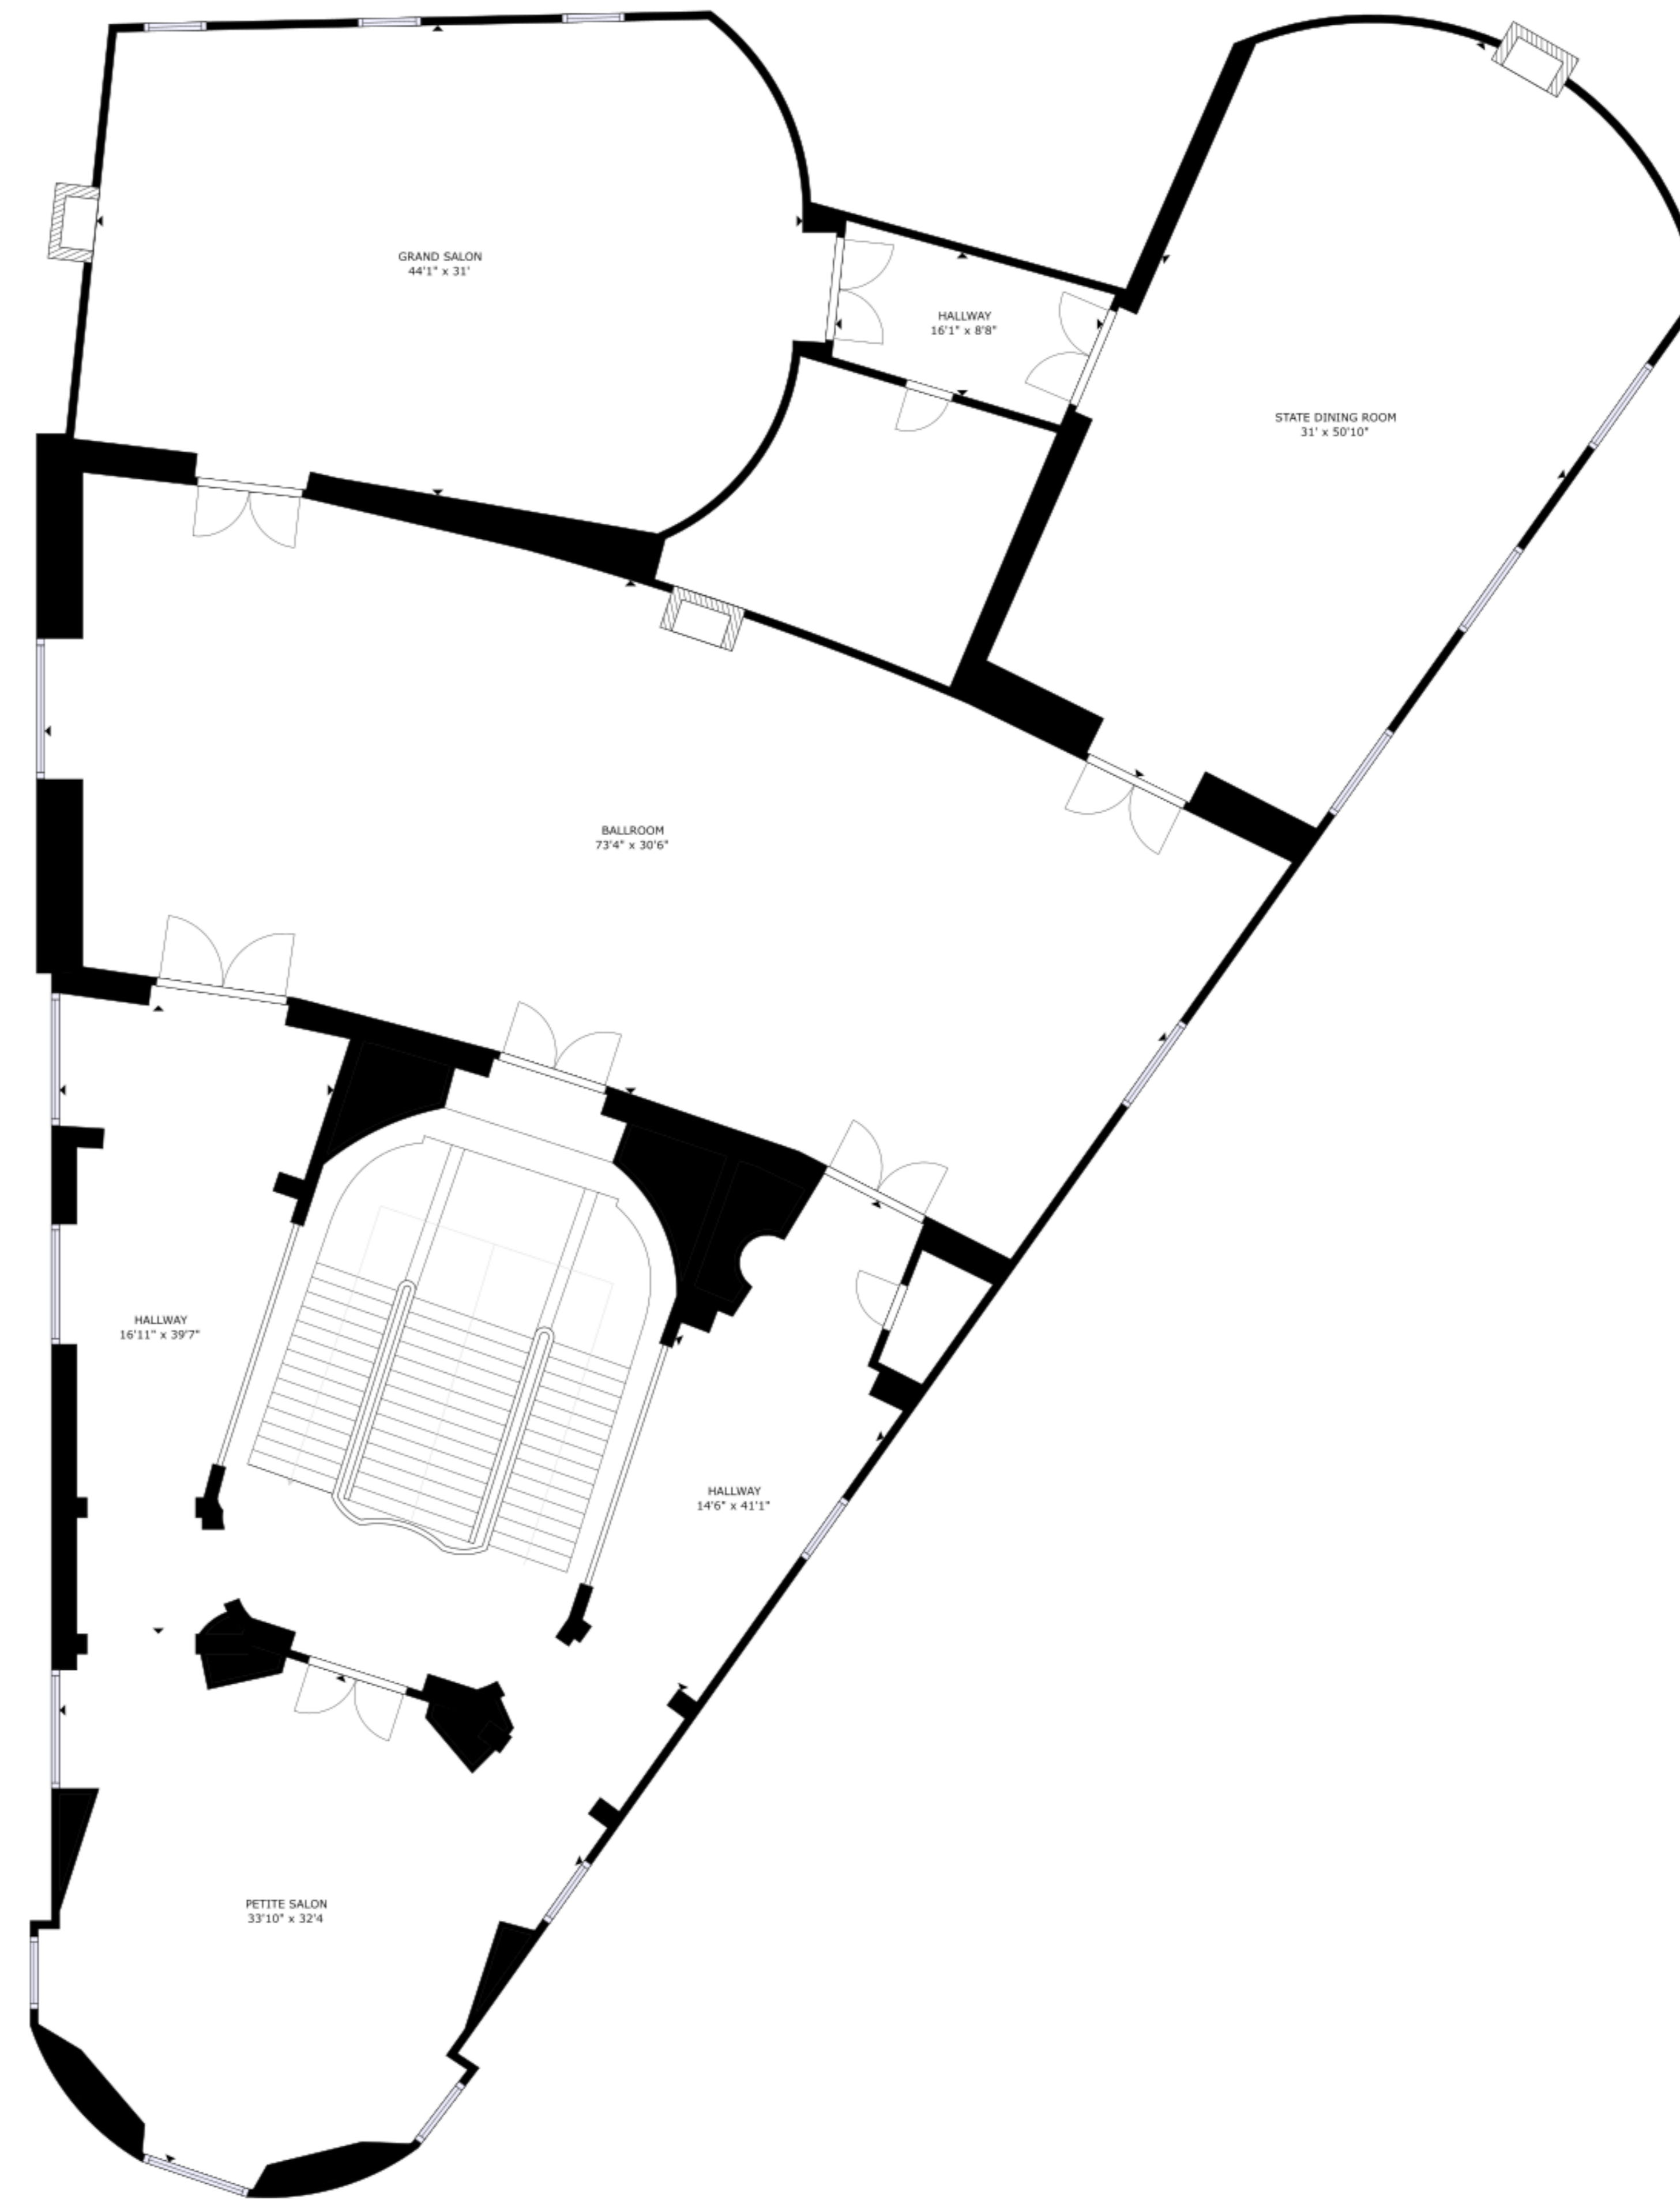 GRAND SALON
44'1" x 31'
HALLWAY
16'1" x 8'8"
STATE DINING ROOM
31' x 50'10"
BALLROOM
73'4" x 30'6"
HALLWAY
16'11" x 39'7"
HALLWAY
14'6" x 41'1"
PETITE SALON
33'10" x 32'4